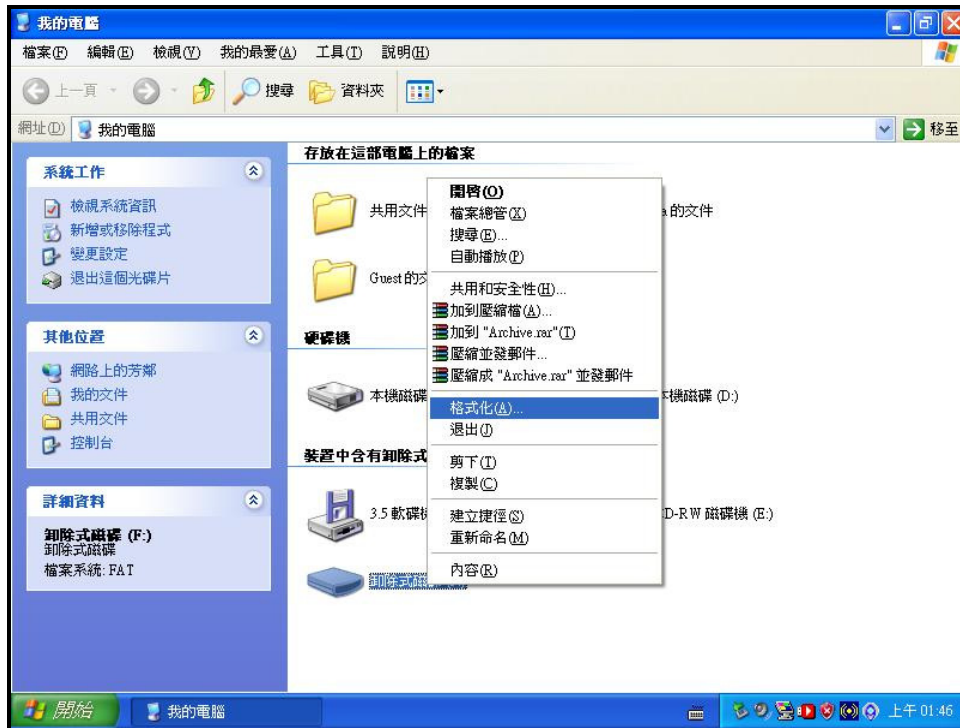 我的電腦
檔案(F) 編輯(E) 檢視(V) 我的最愛(A) 工具(T) 說明(H)
上一頁 搜尋 資料夾
網址(D) 我的電腦 移至
系統工作
檢視系統資訊
新增或移除程式
變更設定
退出這個光碟片
其他位置
網路上的芳鄰
我的文件
共用文件
控制台
詳細資料
卸除式磁碟 (F:)
卸除式磁碟
檔案系統: FAT
存放在這部電腦上的檔案
共用文件
a 的文件
Guest 的文
硬碟機
本機磁碟
磁碟 (D:)
裝置中含有卸除式
3.5 軟碟機
D-RW 磁碟機 (E:)
卸除式磁碟
開啟(O)
檔案總管(X)
搜尋(E)...
自動播放(P)
共用和安全性(H)...
加到壓縮檔(A)...
加到 "Archive.rar"(T)
壓縮並發郵件...
壓縮成 "Archive.rar" 並發郵件
格式化(A)...
退出(J)
剪下(T)
複製(C)
建立捷徑(S)
重新命名(M)
內容(R)
開始 我的電腦 上午 01:46